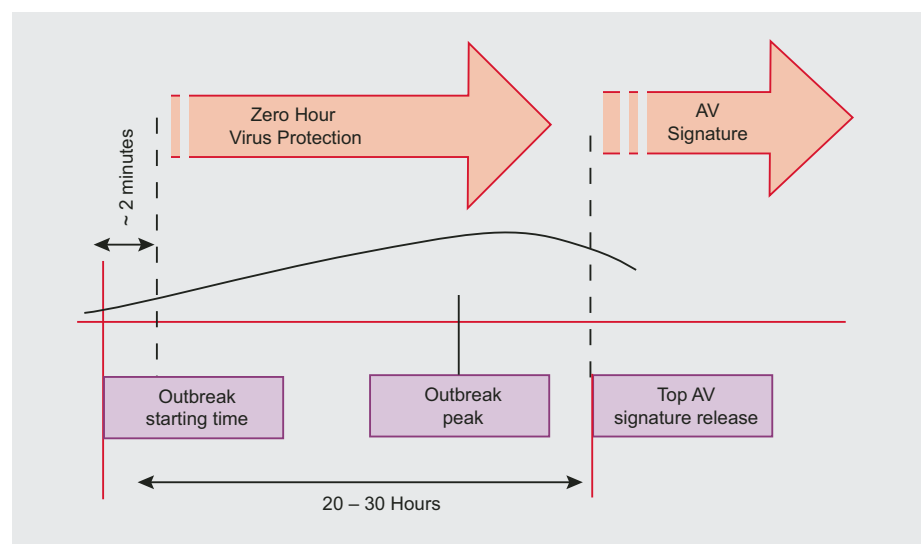 Zero Hour
Virus Protection
AV
Signature
~ 2 minutes
Outbreak
starting time
Outbreak
peak
Top AV
signature release
20 – 30 Hours